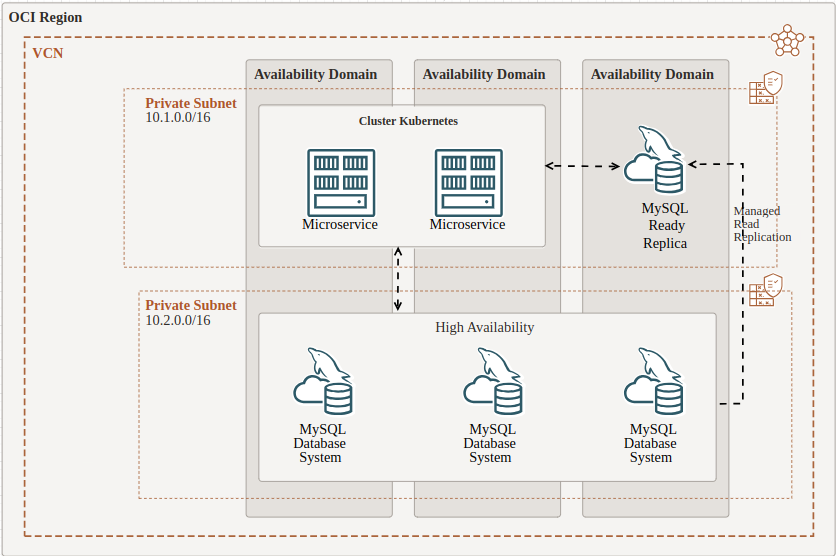 OCI Region
VCN
Availability Domain
Availability Domain
Availability Domain
Private Subnet
10.1.0.0/16
Cluster Kubernetes
Microservice
Microservice
MySQL
Ready
Replica
Managed
Read
Replication
Private Subnet
10.2.0.0/16
High Availability
MySQL
Database
System
MySQL
Database
System
MySQL
Database
System